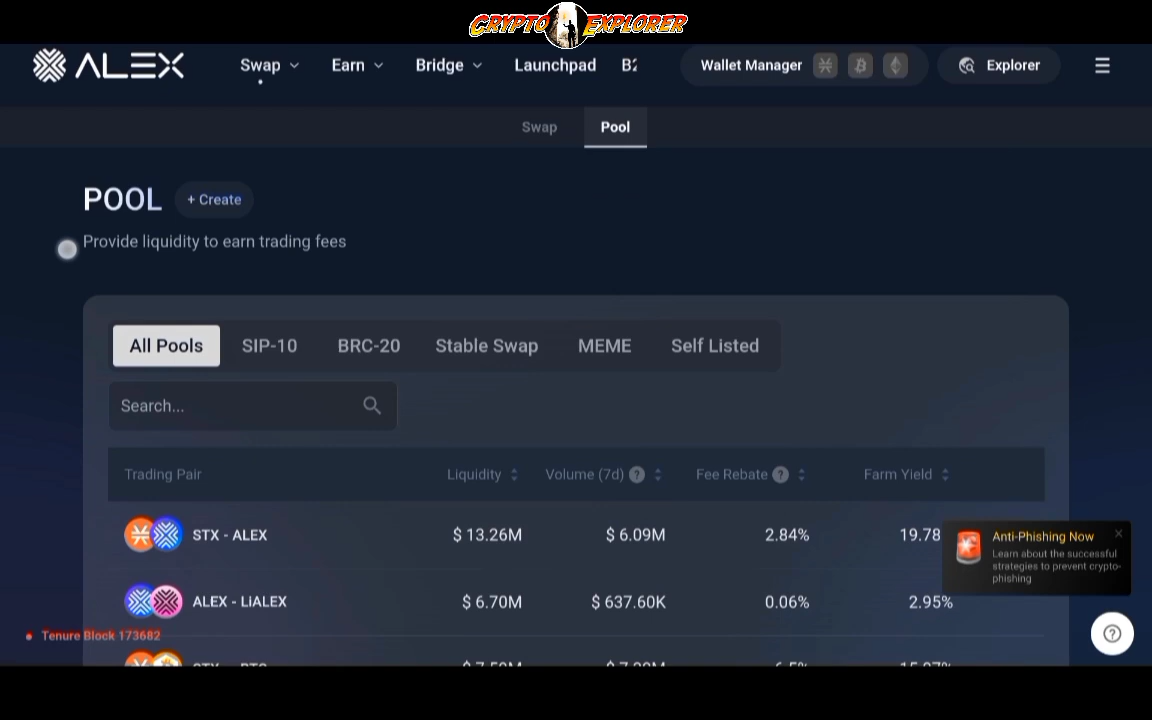 CRYPTO EXPLORER
ALEX Swap Earn Bridge Launchpad Wallet Manager Explorer
Swap Pool
POOL + Create
Provide liquidity to earn trading fees
All Pools SIP-10 BRC-20 Stable Swap MEME Self Listed
Search...
Trading Pair Liquidity Volume (7d) ? Fee Rebate ? Farm Yield
STX - ALEX $ 13.26M $ 6.09M 2.84% 19.78
Anti-Phishing Now
Learn about the successful
strategies to prevent crypto-
phishing
ALEX - LiALEX $ 6.70M $ 637.60K 0.06% 2.95%
Tenure Block 173682